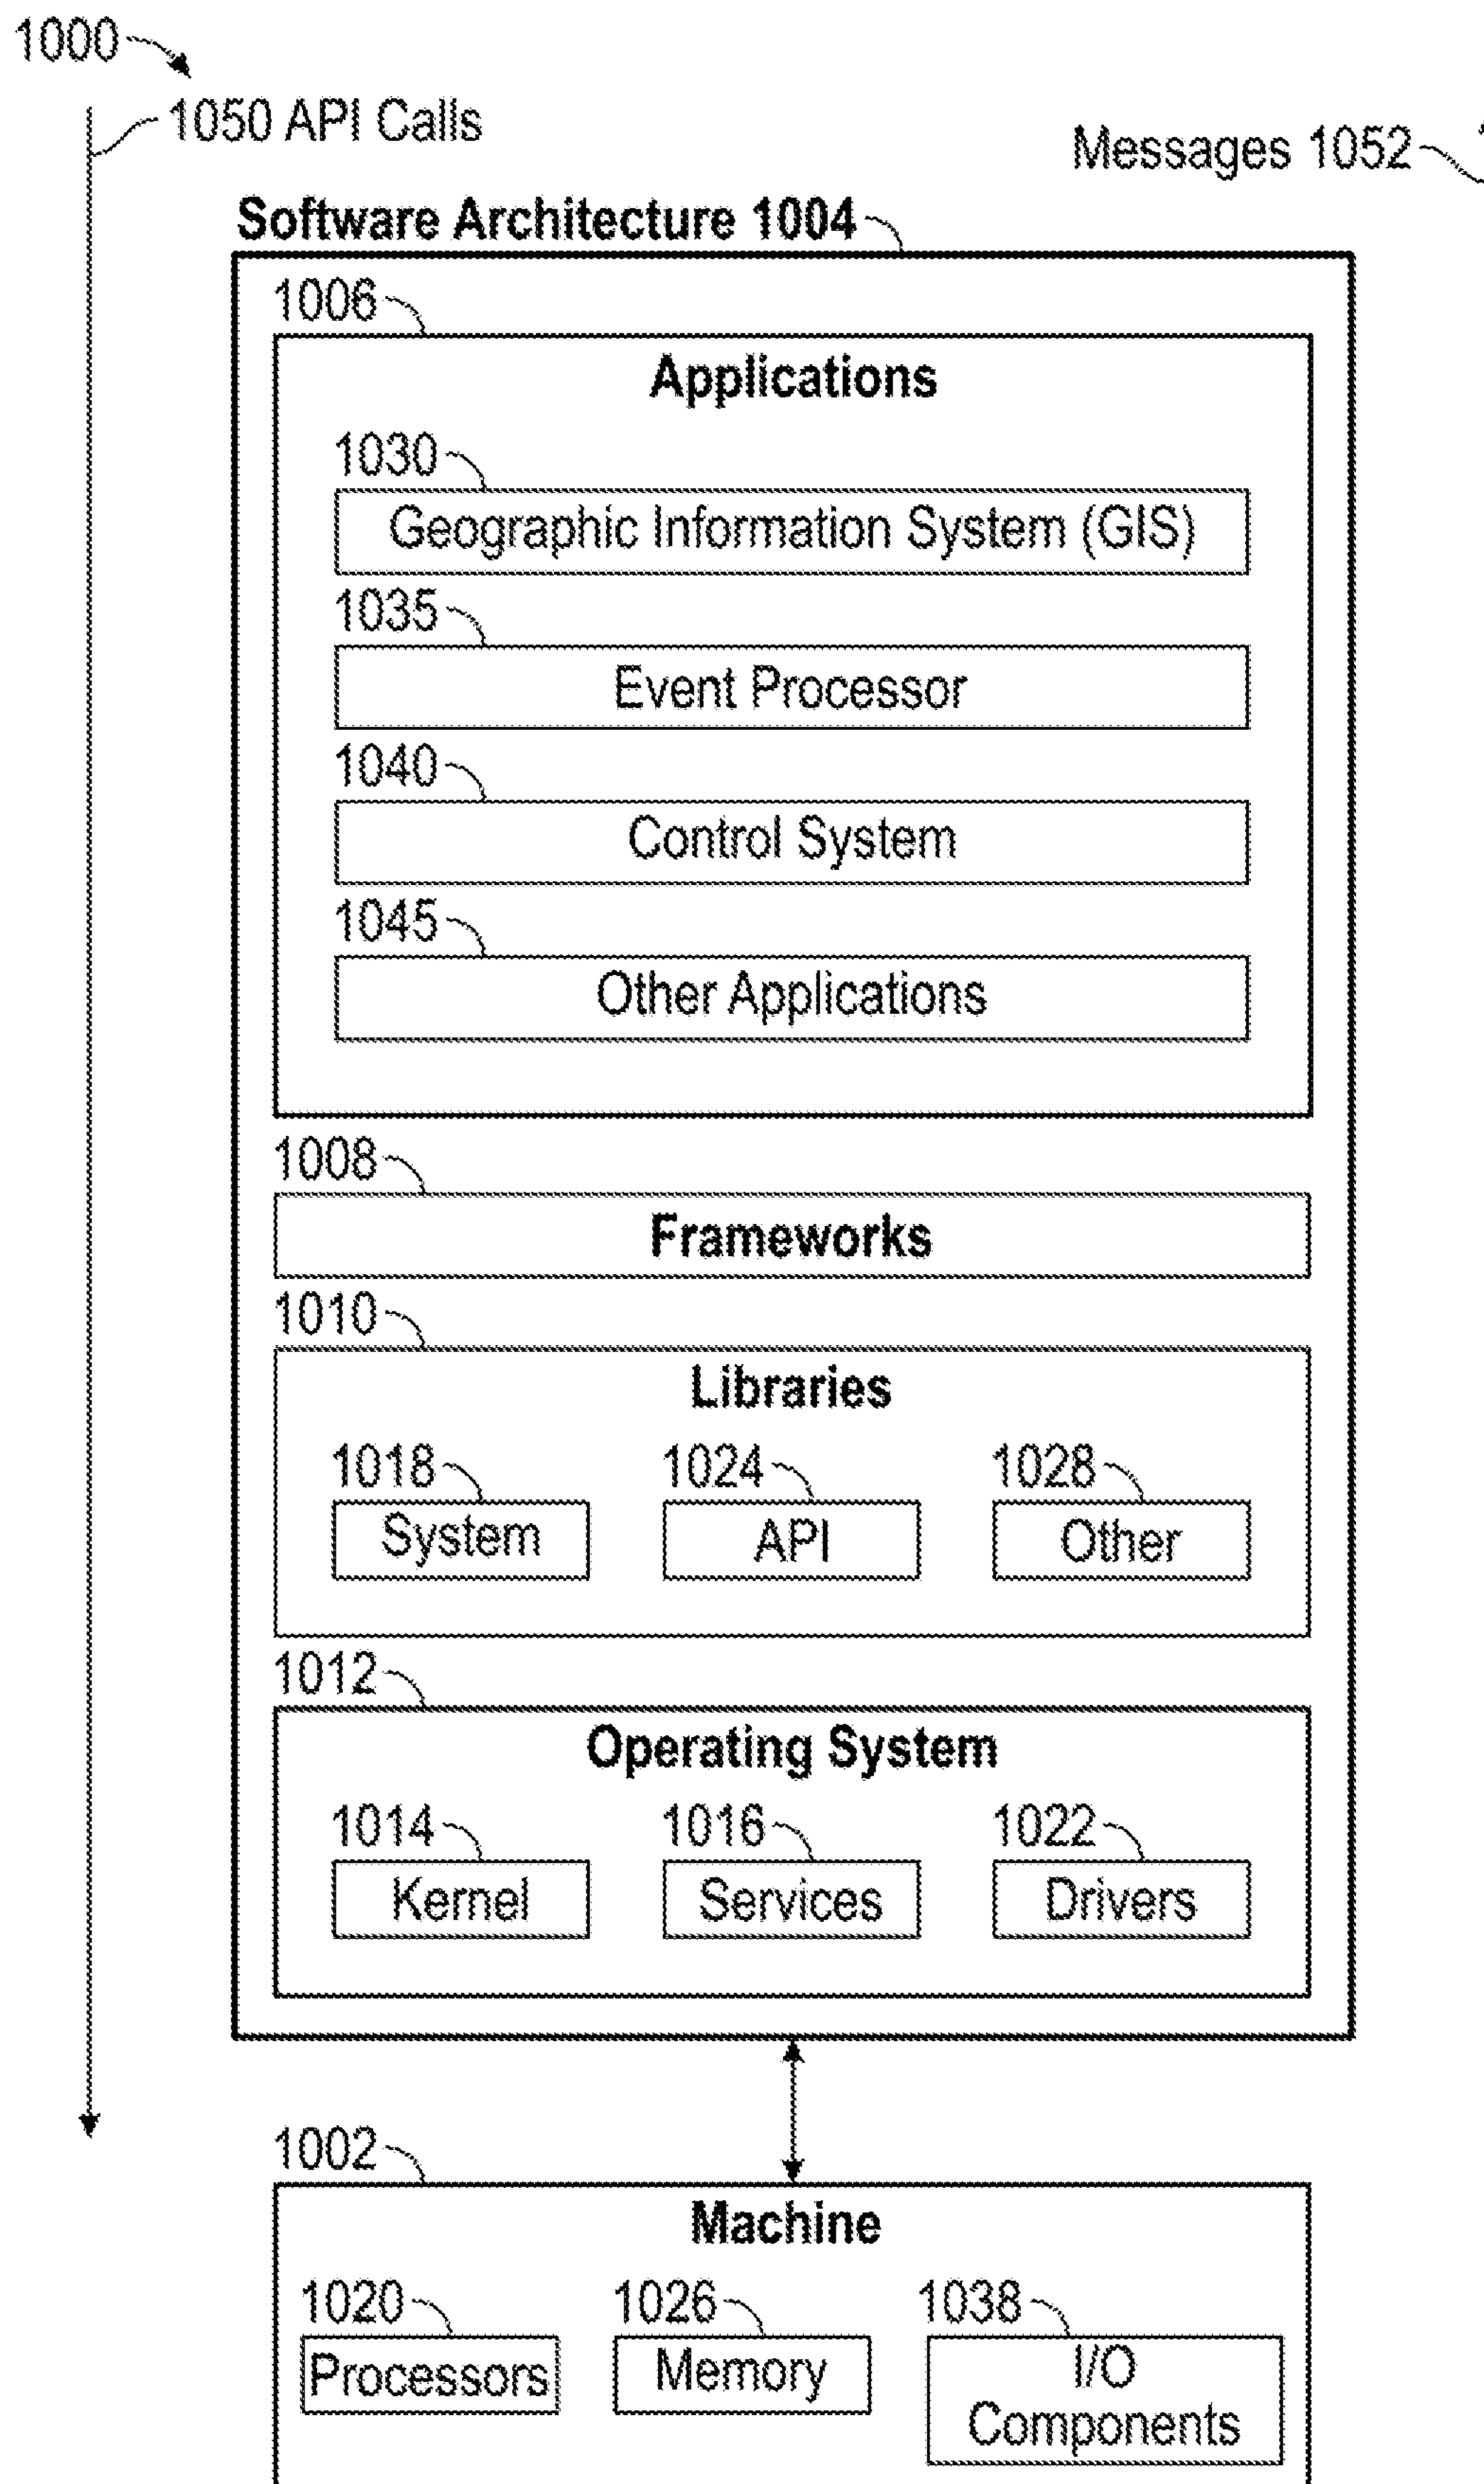 1000
1050 API Calls
Messages 1052
Software Architecture 1004
1006
Applications
1030
Geographic Information System (GIS)
1035
Event Processor
1040
Control System
1045
Other Applications
1008
Frameworks
1010
Libraries
1018 1024 1028
System API Other
1012
Operating System
1014 1016 1022
Kernel Services Drivers
1002
Machine
1020 1026 1038
Processors Memory I/O
Components